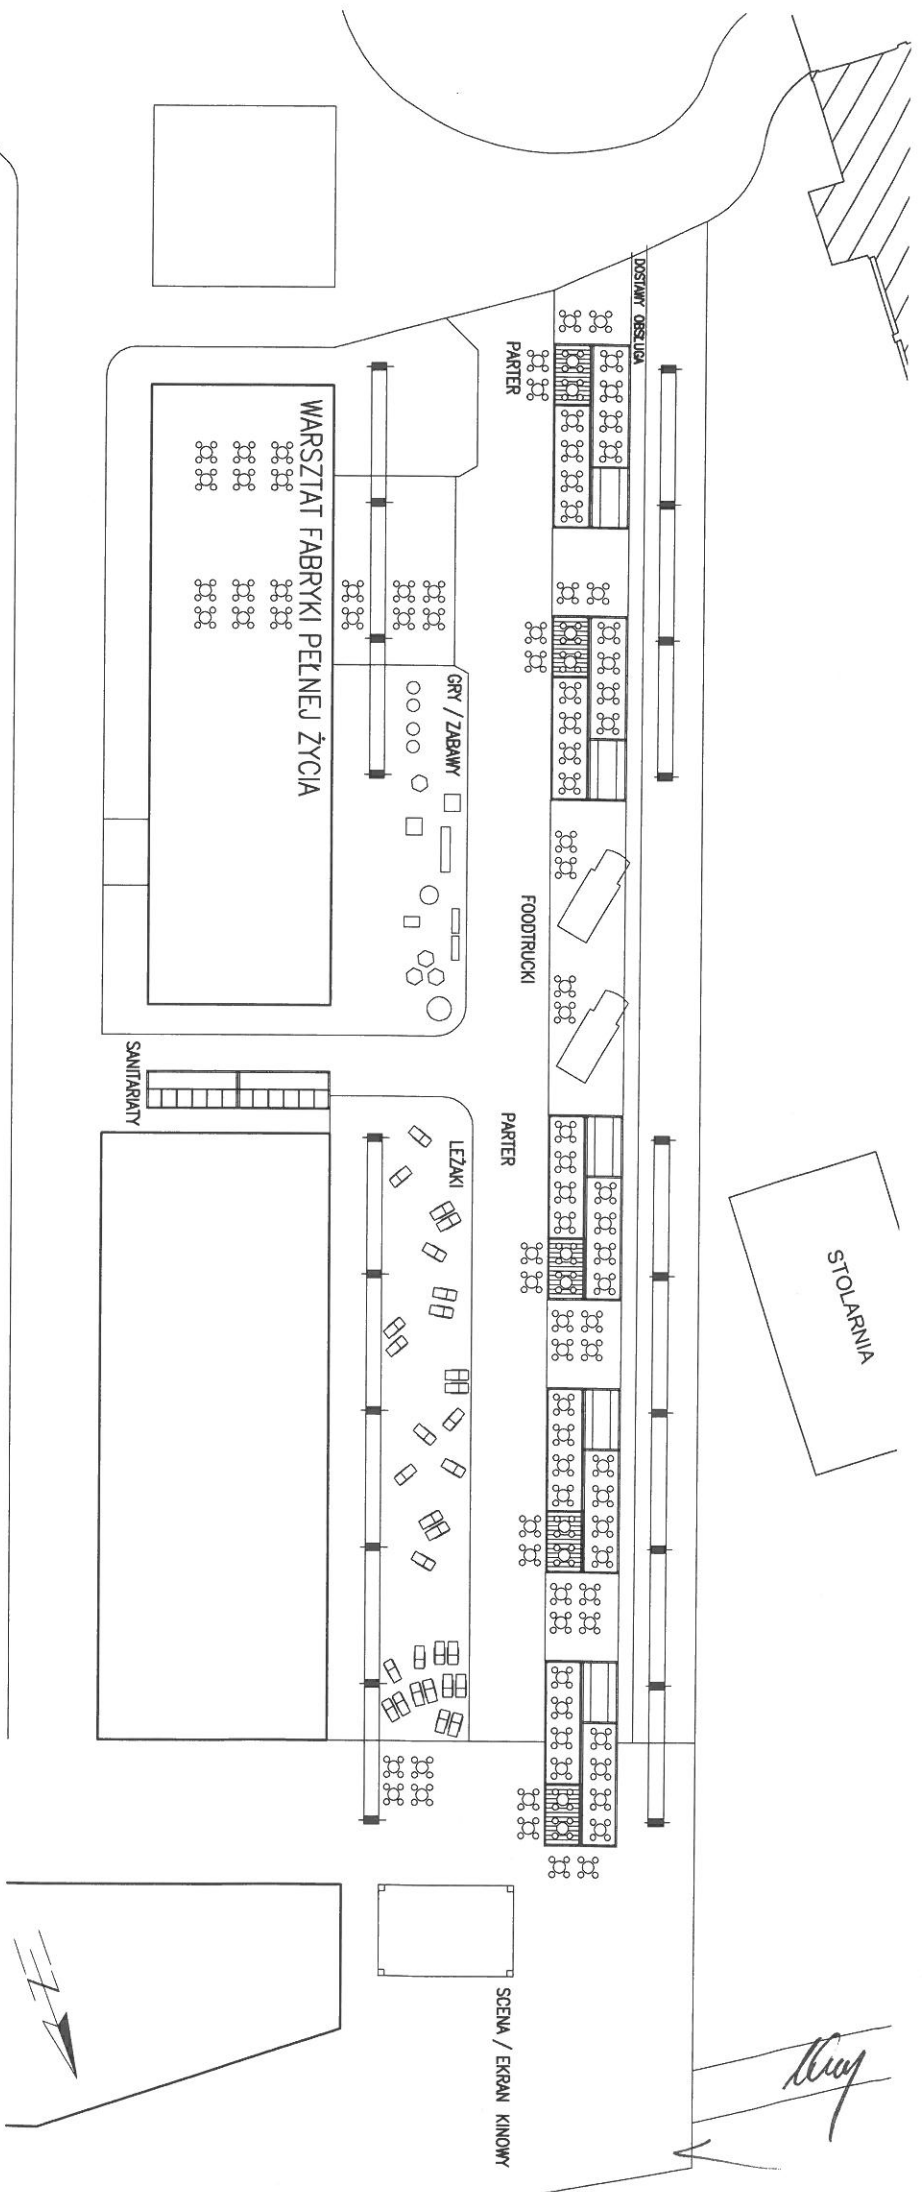 DOSTAWY OBSŁUGA
PARTER
WARSZTAT FABRYKI PEŁNEJ ŻYCIA
GRY / ZABAWY
FOODTRUCKI
SANITARIATY
LEŻAKI
PARTER
STOLARNIA
SCENA / EKRAN KINOWY